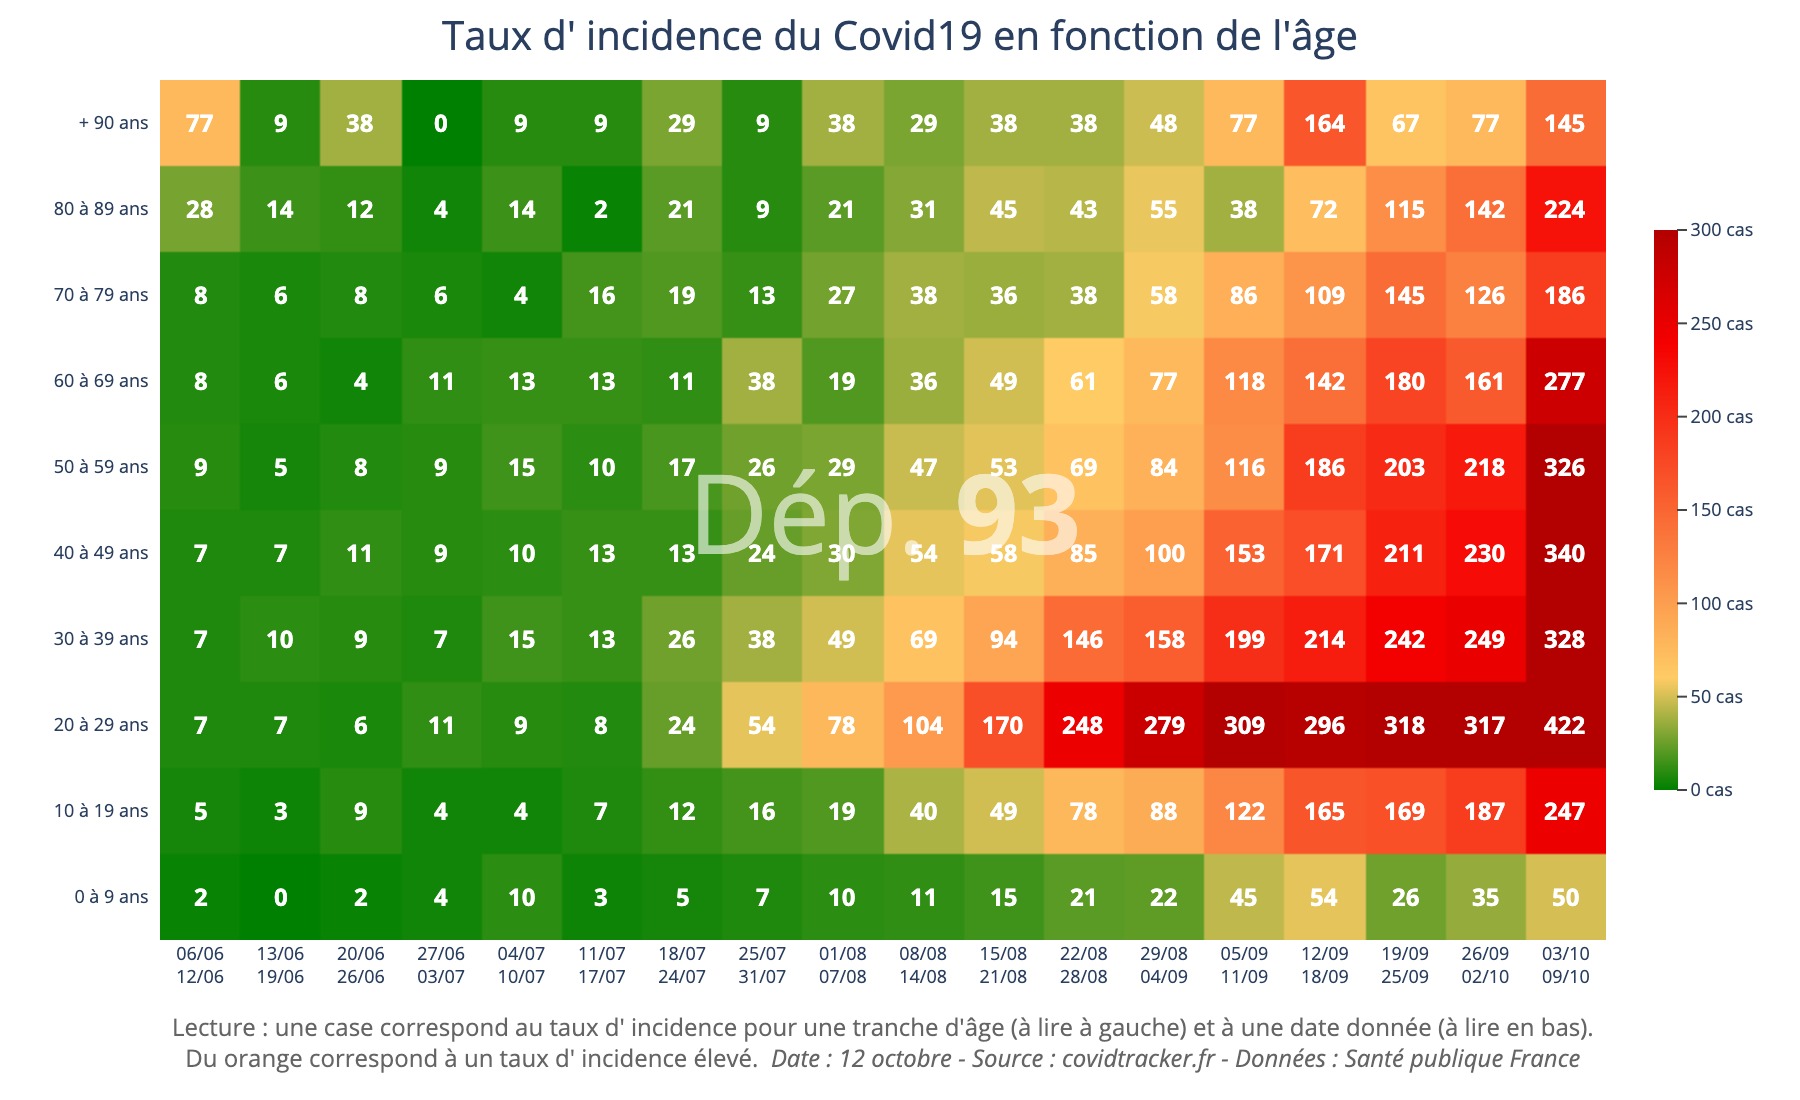 Taux d' incidence du Covid19 en fonction de l'âge
+ 90 ans 77 9 38 0 9 9 29 9 38 29 38 38 48 77 164 67 77 145
80 à 89 ans 28 14 12 4 14 2 21 9 21 31 45 43 55 38 72 115 142 224
300 cas
70 à 79 ans 8 6 8 6 4 16 19 13 27 38 36 38 58 86 109 145 126 186
250 cas
60 à 69 ans 8 6 4 11 13 13 11 38 19 36 49 61 77 118 142 180 161 277
200 cas
50 à 59 ans 9 5 8 9 15 10 17 26 29 47 53 69 84 116 186 203 218 326
Dép. 93
150 cas
40 à 49 ans 7 7 11 9 10 13 13 24 30 54 58 85 100 153 171 211 230 340
100 cas
30 à 39 ans 7 10 9 7 15 13 26 38 49 69 94 146 158 199 214 242 249 328
50 cas
20 à 29 ans 7 7 6 11 9 8 24 54 78 104 170 248 279 309 296 318 317 422
0 cas
10 à 19 ans 5 3 9 4 4 7 12 16 19 40 49 78 88 122 165 169 187 247
0 à 9 ans 2 0 2 4 10 3 5 7 10 11 15 21 22 45 54 26 35 50
06/06 13/06 20/06 27/06 04/07 11/07 18/07 25/07 01/08 08/08 15/08 22/08 29/08 05/09 12/09 19/09 26/09 03/10
12/06 19/06 26/06 03/07 10/07 17/07 24/07 31/07 07/08 14/08 21/08 28/08 04/09 11/09 18/09 25/09 02/10 09/10
Lecture : une case correspond au taux d' incidence pour une tranche d'âge (à lire à gauche) et à une date donnée (à lire en bas).
Du orange correspond à un taux d' incidence élevé. Date : 12 octobre - Source : covidtracker.fr - Données : Santé publique France